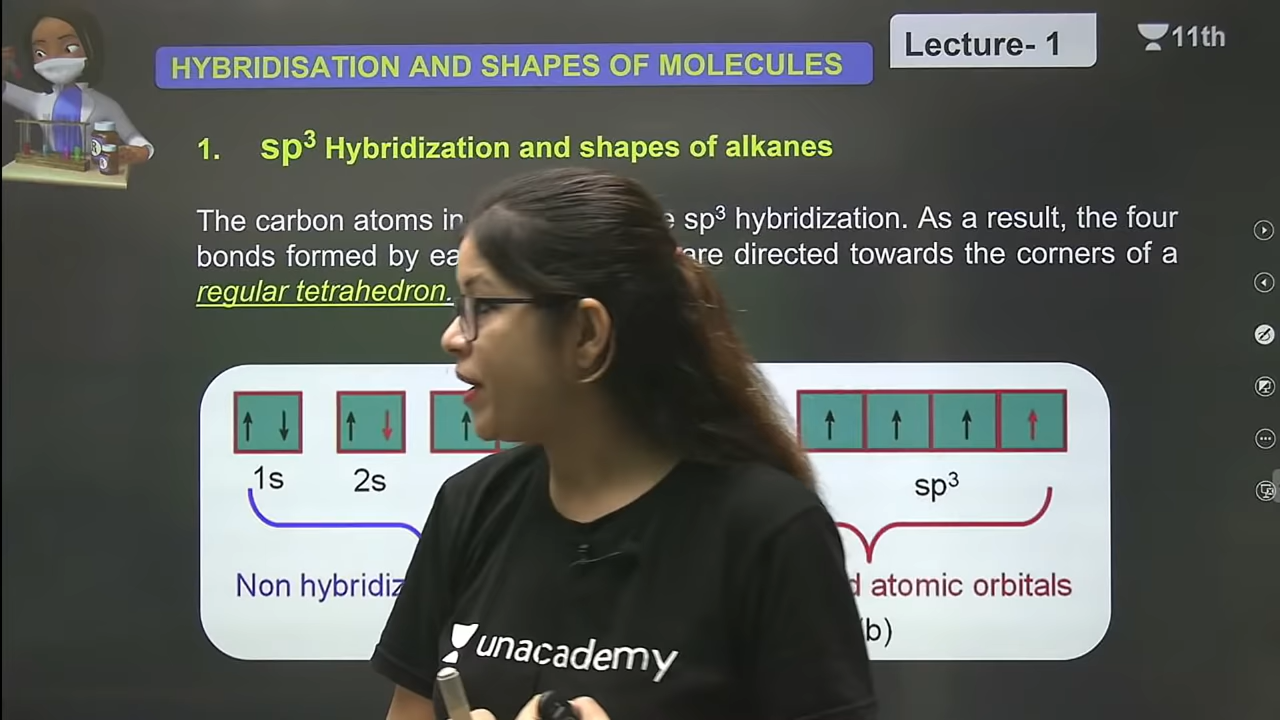 Lecture- 1
11th
HYBRIDISATION AND SHAPES OF MOLECULES
1. sp³ Hybridization and shapes of alkanes
The carbon atoms in sp³ hybridization. As a result, the four
bonds formed by are directed towards the corners of a
regular tetrahedron.
1s 2s sp³
Non atomic orbitals
b)
unacademy